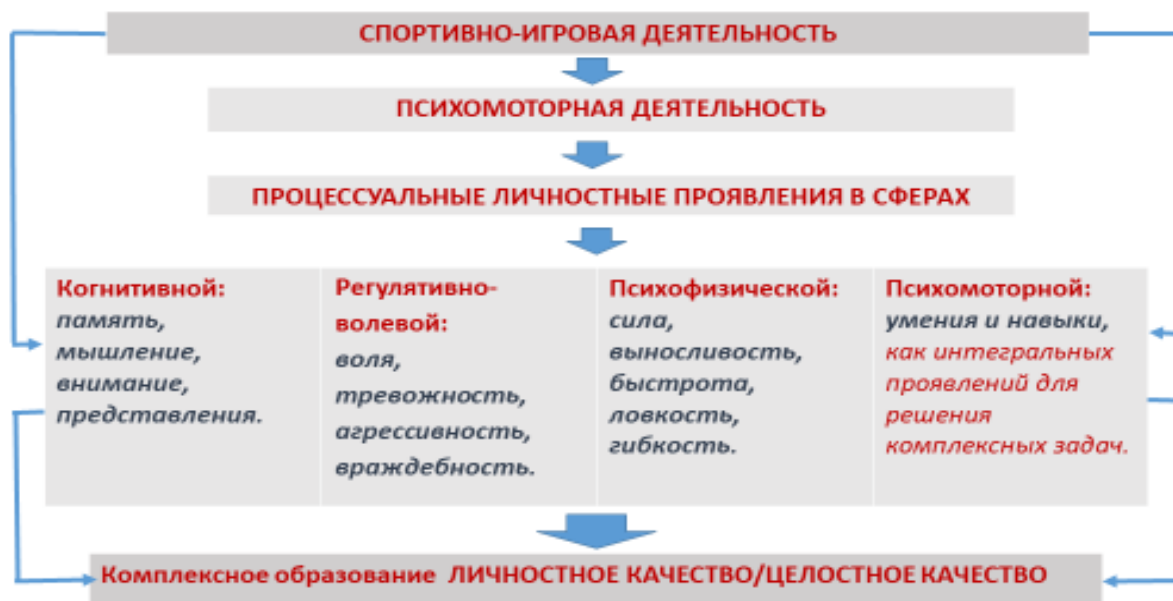 СПОРТИВНО-ИГРОВАЯ ДЕЯТЕЛЬНОСТЬ
ПСИХОМОТОРНАЯ ДЕЯТЕЛЬНОСТЬ
ПРОЦЕССУАЛЬНЫЕ ЛИЧНОСТНЫЕ ПРОЯВЛЕНИЯ В СФЕРАХ
Когнитивной:
память,
мышление,
внимание,
представления.
Регулятивно-
волевой:
воля,
тревожность,
агрессивность,
враждебность.
Психофизической:
сила,
выносливость,
быстрота,
ловкость,
гибкость.
Психомоторной:
умения и навыки,
как интегральных
проявлений для
решения
комплексных задач.
Комплексное образование ЛИЧНОСТНОЕ КАЧЕСТВО/ЦЕЛОСТНОЕ КАЧЕСТВО